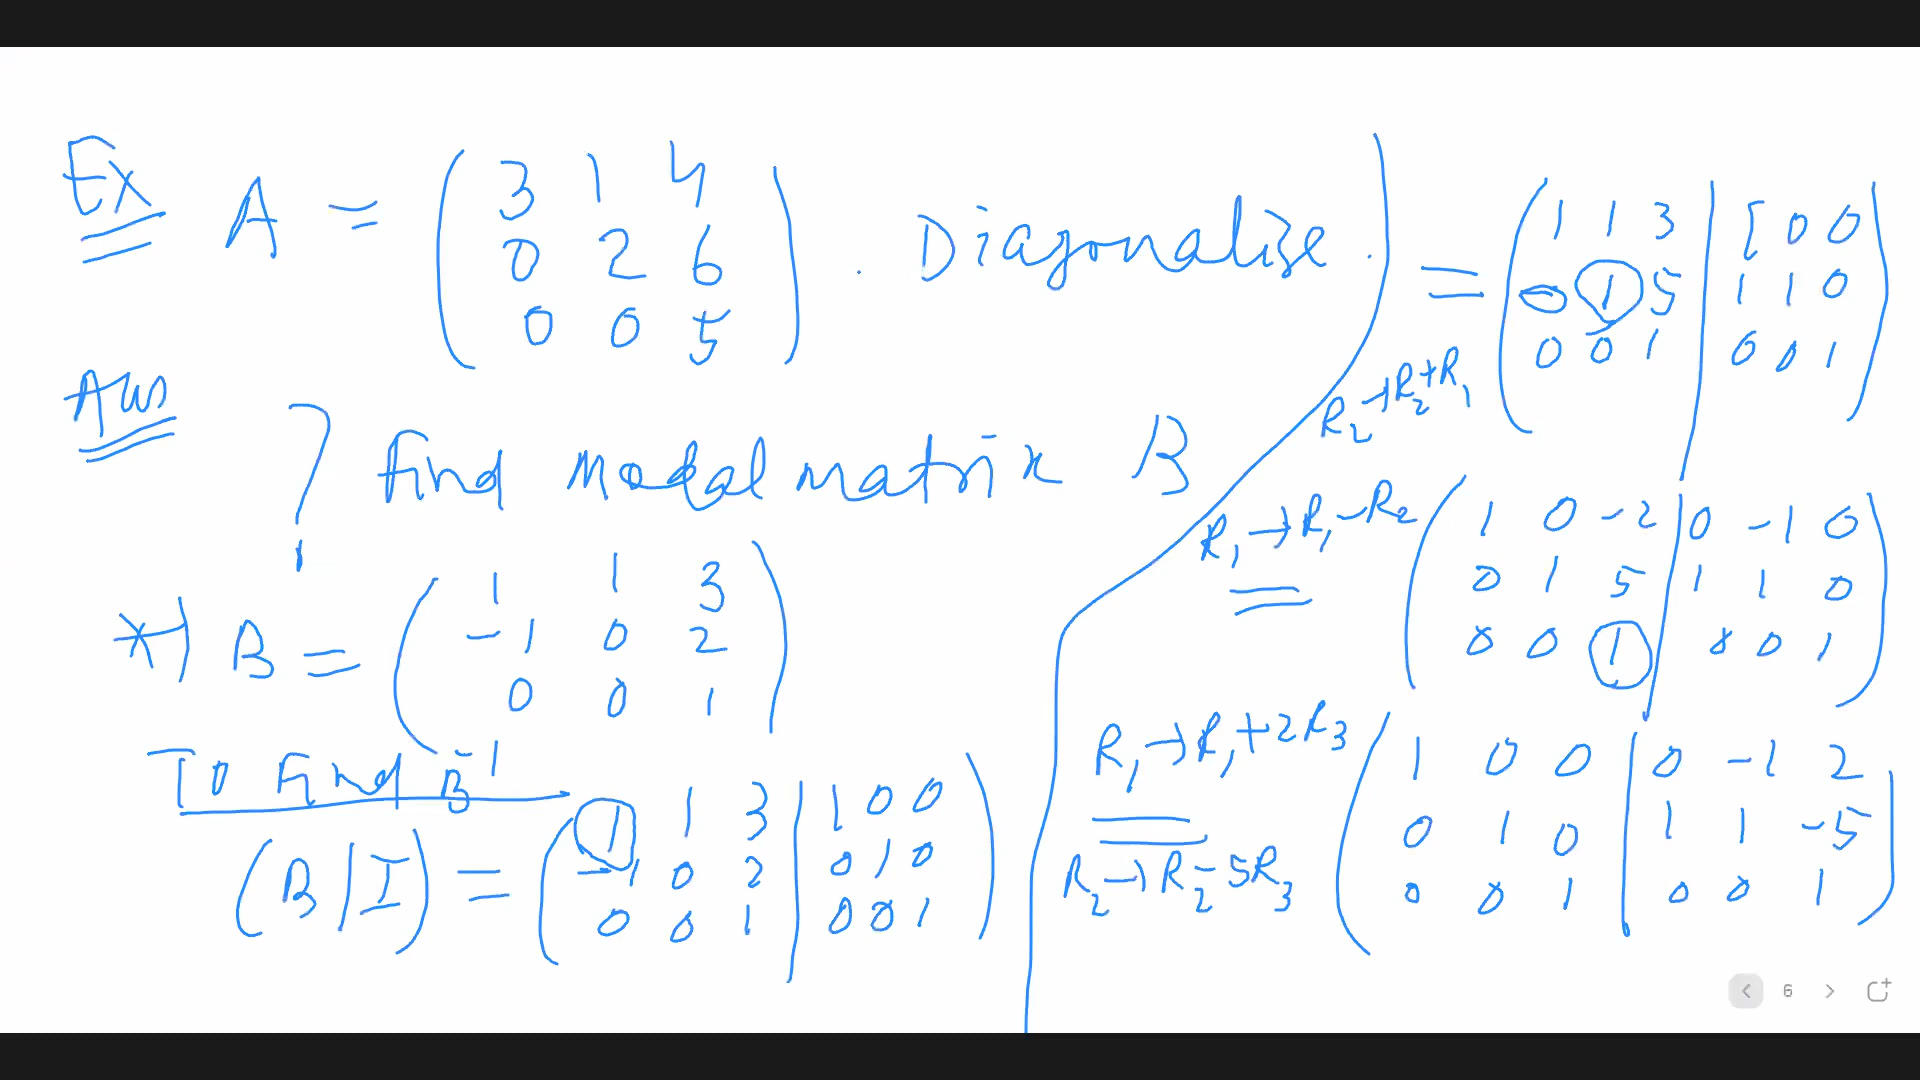 Ex A = ( 3 1 4
0 2 6
0 0 5 ) . Diagonalize.
Ans
? Find Modal matrix B
*) B = ( 1 1 3
-1 0 2
0 0 1 )
To Find B^-1
(B|I) = ( 1 1 3 | 1 0 0
-1 0 2 | 0 1 0
0 0 1 | 0 0 1 )
= ( 1 1 3 | 1 0 0
0 1 5 | 1 1 0
0 0 1 | 0 0 1 )
R2→R2+R1
R1→R1-R2 ( 1 0 -2 | 0 -1 0
0 1 5 | 1 1 0
0 0 1 | 0 0 1 )
R1→R1+2R3 ( 1 0 0 | 0 -1 2
0 1 0 | 1 1 -5
R2→R2-5R3 0 0 1 | 0 0 1 )
6